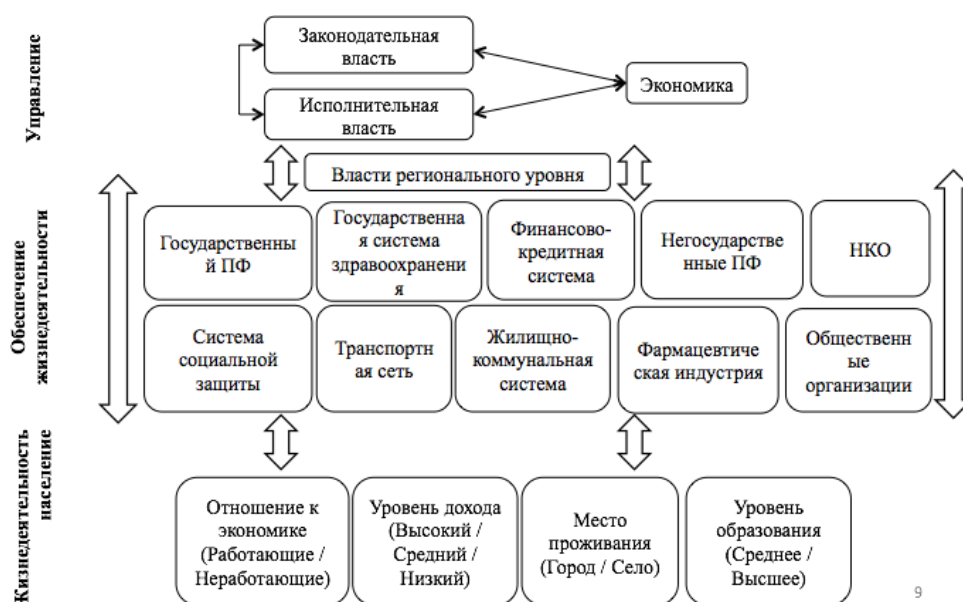 Управление
Законодательная
власть
Исполнительная
власть
Экономика
Власти регионального уровня
Обеспечение
жизнедеятельности
Государственны
й ПФ
Государственна
я система
здравоохранени
я
Финансово-
кредитная
система
Негосударстве
нные ПФ
НКО
Система
социальной
защиты
Транспортн
ая сеть
Жилищно-
коммунальная
система
Фармацевтиче
ская индустрия
Общественн
ые
организации
Жизнедеятельность
население
Отношение к
экономике
(Работающие /
Неработающие)
Уровень дохода
(Высокий /
Средний /
Низкий)
Место
проживания
(Город / Село)
Уровень
образования
(Среднее /
Высшее)
9